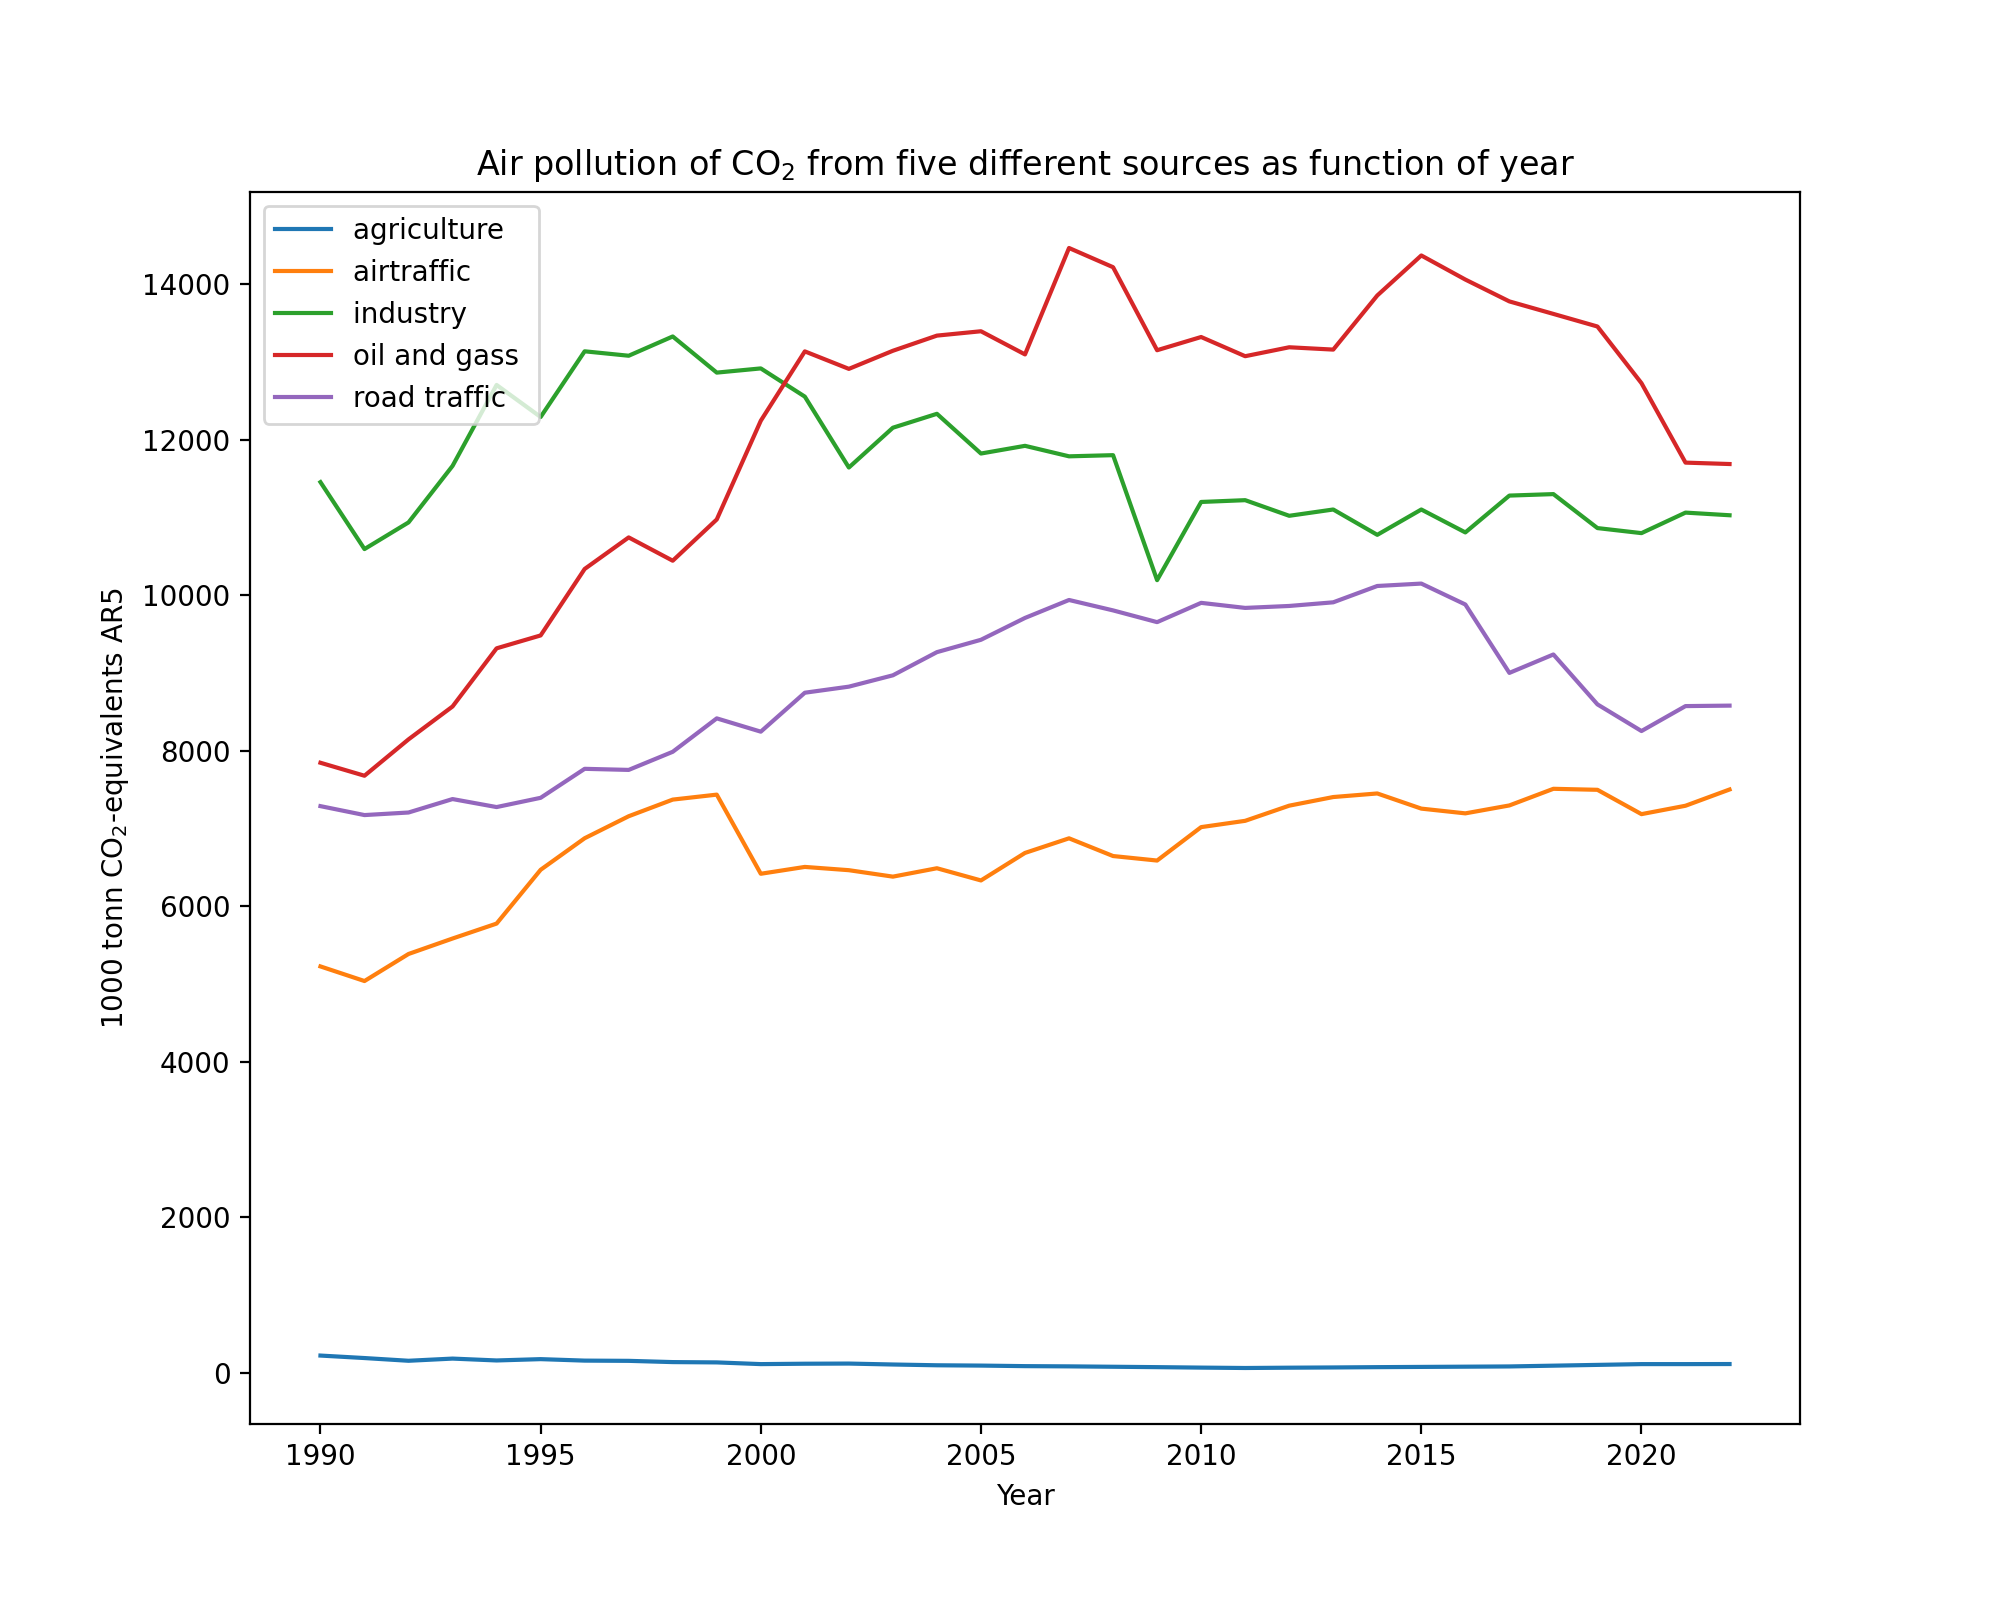 Air pollution of CO₂ from five different sources as function of year
agriculture
airtraffic
industry
oil and gass
road traffic
1000 tonn CO₂-equivalents AR5
14000
12000
10000
8000
6000
4000
2000
0
1990 1995 2000 2005 2010 2015 2020
Year